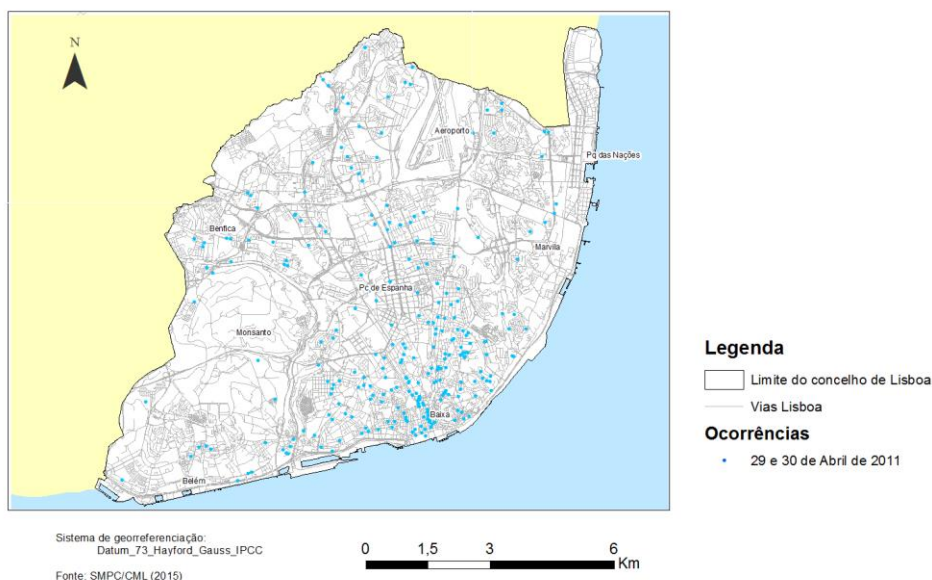 N
Aeroporto
Pq das Nações
Benfica
Marvila
Pc de Espanha
Monsanto
Baixa
Belém
Legenda
Limite do concelho de Lisboa
Vias Lisboa
Ocorrências
29 e 30 de Abril de 2011
Sistema de georreferenciação:
Datum_73_Hayford_Gauss_IPCC
0 1,5 3 6
Km
Fonte: SMPC/CML (2015)